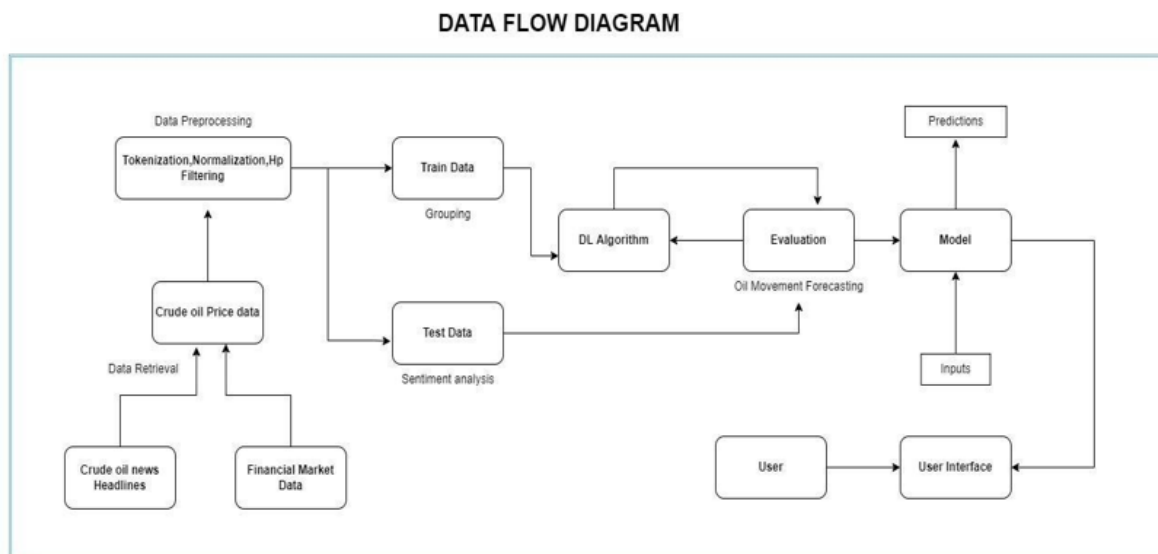 DATA FLOW DIAGRAM
Data Preprocessing
Tokenization,Normalization,Hp
Filtering
Train Data
Grouping
Predictions
DL Algorithm
Evaluation
Oil Movement Forecasting
Model
Crude oil Price data
Data Retrieval
Test Data
Sentiment analysis
Inputs
Crude oil news
Headlines
Financial Market
Data
User
User Interface